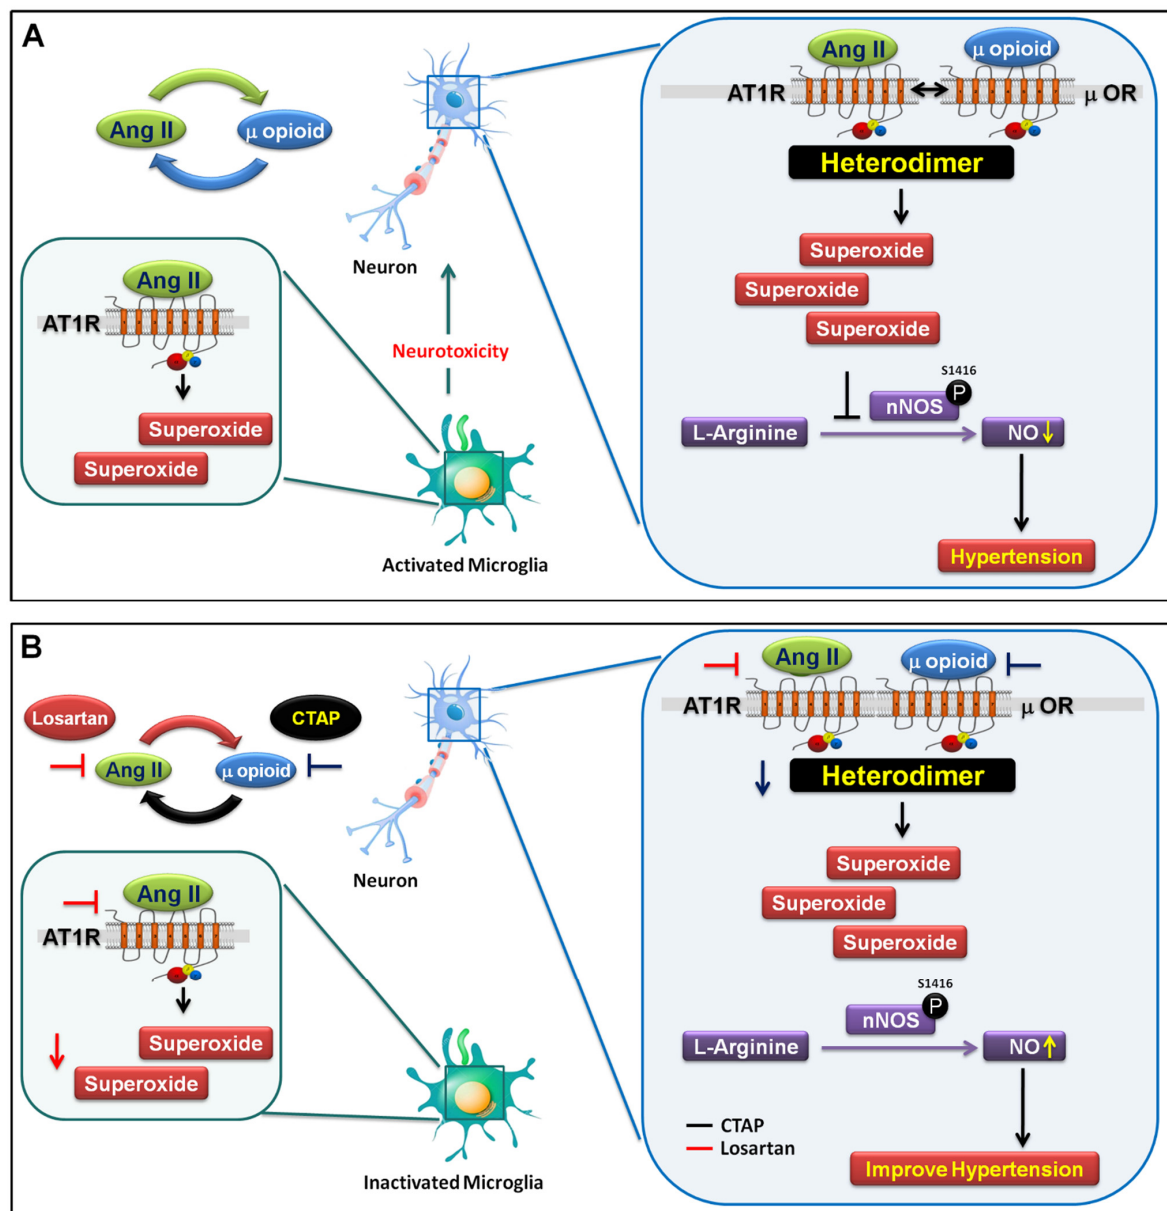 A
Ang II
μ opioid
Neuron
Ang II
AT1R
Superoxide
Superoxide
Neurotoxicity
Activated Microglia
Ang II
μ opioid
AT1R
μ OR
Heterodimer
Superoxide
Superoxide
Superoxide
S1416
P
nNOS
L-Arginine
NO
Hypertension
B
Losartan
CTAP
Ang II
μ opioid
Neuron
Ang II
AT1R
Superoxide
Superoxide
Inactivated Microglia
Ang II
μ opioid
AT1R
μ OR
Heterodimer
Superoxide
Superoxide
Superoxide
S1416
P
nNOS
L-Arginine
NO
CTAP
Losartan
Improve Hypertension